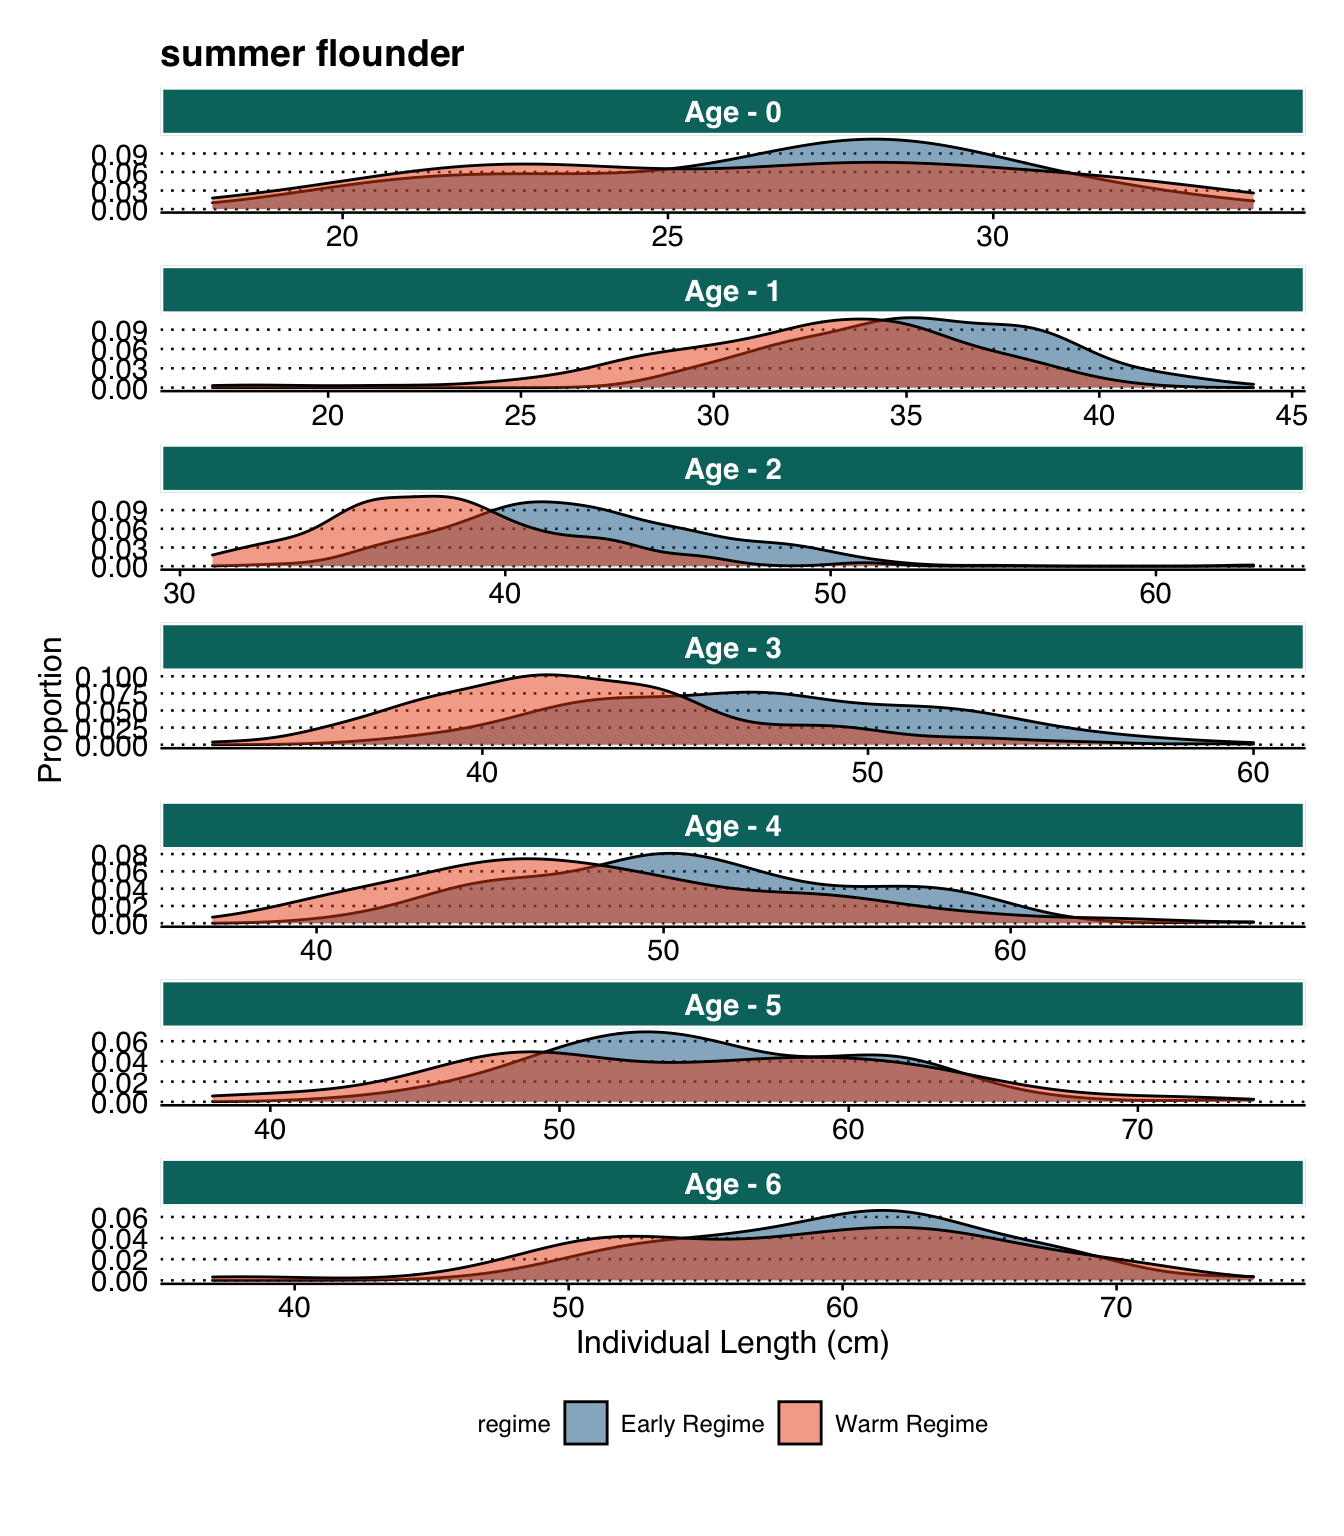 summer flounder
Age - 0
0.09
0.06
0.03
0.00
20 25 30
Age - 1
0.09
0.06
0.03
0.00
20 25 30 35 40 45
Age - 2
0.09
0.06
0.03
0.00
30 40 50 60
Proportion
Age - 3
0.100
0.075
0.050
0.025
0.000
40 50 60
Age - 4
0.08
0.06
0.04
0.02
0.00
40 50 60
Age - 5
0.06
0.04
0.02
0.00
40 50 60 70
Age - 6
0.06
0.04
0.02
0.00
40 50 60 70
Individual Length (cm)
regime Early Regime Warm Regime